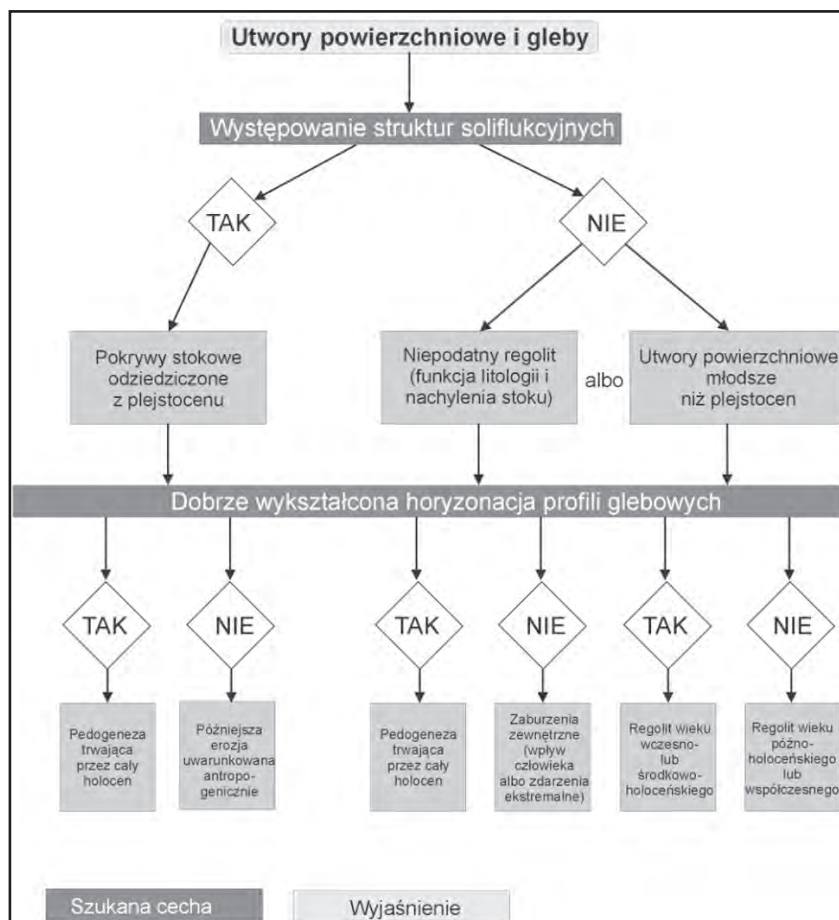 Utwory powierzchniowe i gleby
Występowanie struktur soliflukcyjnych
TAK
NIE
Pokrywy stokowe
odziedziczone
z plejstocenu
Niepodatny regolit
(funkcja litologii i
nachylenia stoku)
albo
Utwory powierzchniowe
młodsze
niż plejstocen
Dobrze wykształcona horyzonacja profili glebowych
TAK
NIE
TAK
NIE
TAK
NIE
Pedogeneza
trwająca
przez cały
holocen
Późniejsza
erozja
uwarunkowana
antropo-
genicznie
Pedogeneza
trwająca
przez cały
holocen
Zaburzenia
zewnętrzne
(wpływ
człowieka
albo zdarzenia
ekstremalne)
Regolit wieku
wczesno-
lub
środkowo-
holoceńskiego
Regolit wieku
późno-
holoceńskiego
lub
współczesnego
Szukana cecha
Wyjaśnienie